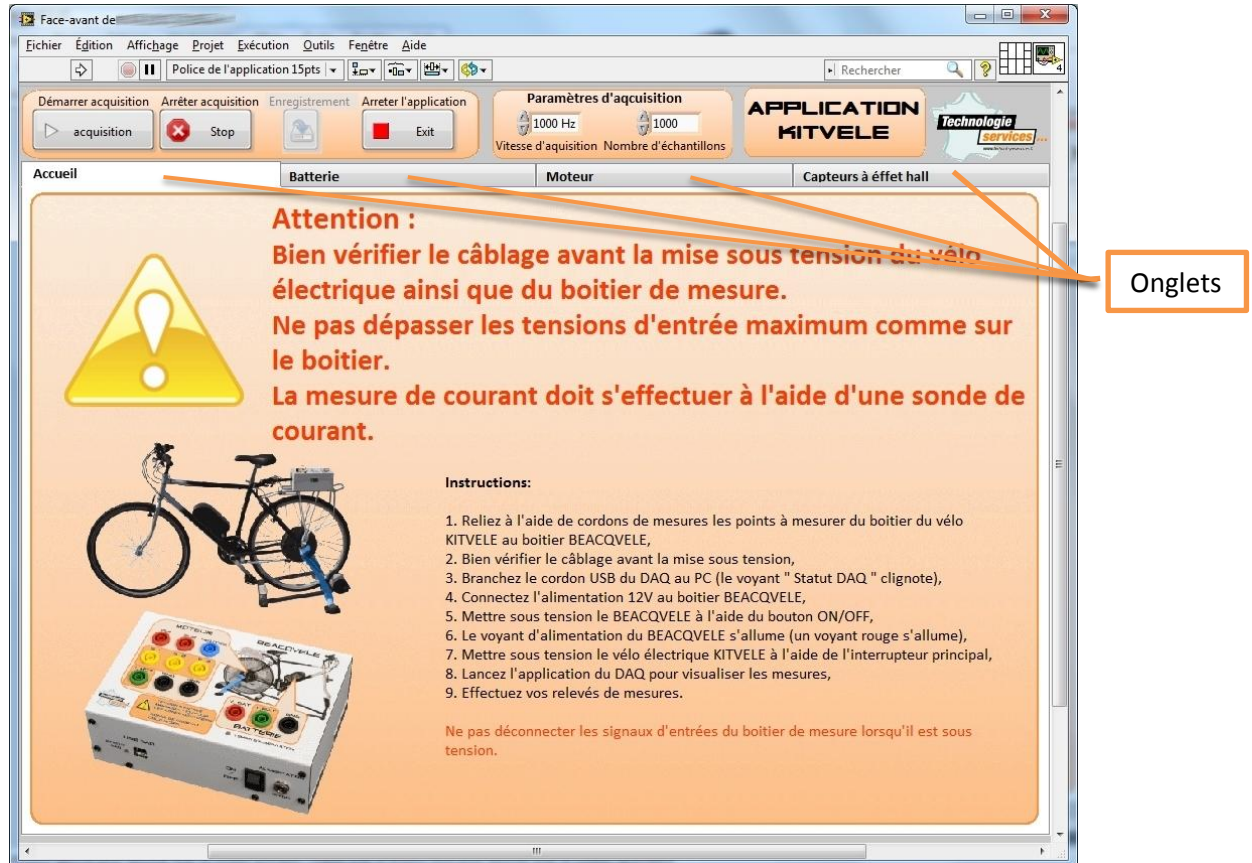 Face-avant de
Fichier Édition Affichage Projet Exécution Outils Fenêtre Aide
Police de l'application 15pts
Rechercher
4
Démarrer acquisition Arrêter acquisition Enregistrement Arreter l'application
acquisition Stop Exit
Paramètres d'aqcuisition
1000 Hz 1000
Vitesse d'aquisition Nombre d'échantillons
APPLICATION
KITVELE
Technologie
services
Accueil Batterie Moteur Capteurs à éffet hall
Onglets
Attention :
Bien vérifier le câblage avant la mise sous tension du vélo
électrique ainsi que du boitier de mesure.
Ne pas dépasser les tensions d'entrée maximum comme sur
le boitier.
La mesure de courant doit s'effectuer à l'aide d'une sonde de
courant.
Instructions:
1. Reliez à l'aide de cordons de mesures les points à mesurer du boitier du vélo
KITVELE au boitier BEACQVELE,
2. Bien vérifier le câblage avant la mise sous tension,
3. Branchez le cordon USB du DAQ au PC (le voyant " Statut DAQ " clignote),
4. Connectez l'alimentation 12V au boitier BEACQVELE,
5. Mettre sous tension le BEACQVELE à l'aide du bouton ON/OFF,
6. Le voyant d'alimentation du BEACQVELE s'allume (un voyant rouge s'allume),
7. Mettre sous tension le vélo électrique KITVELE à l'aide de l'interrupteur principal,
8. Lancez l'application du DAQ pour visualiser les mesures,
9. Effectuez vos relevés de mesures.
Ne pas déconnecter les signaux d'entrées du boitier de mesure lorsqu'il est sous
tension.
MOTEUR
BEACQVELE
BATTERIE